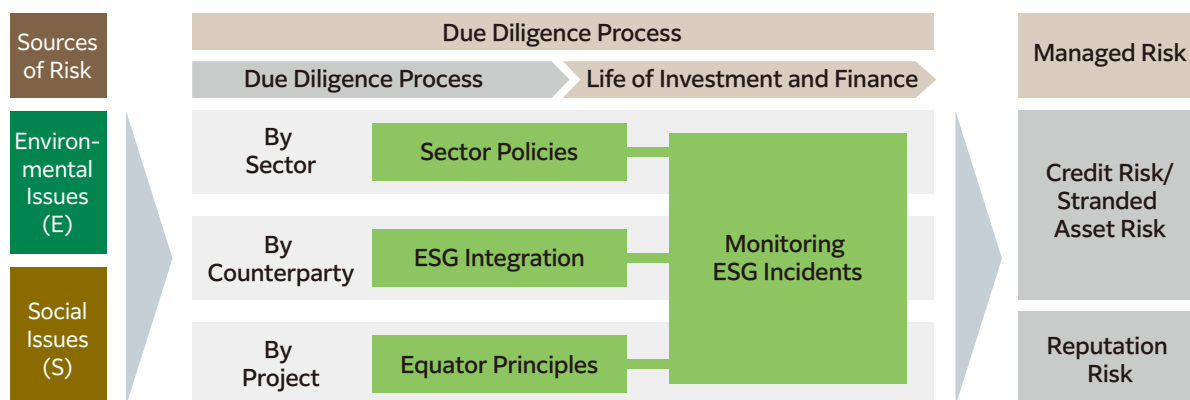 Sources
of Risk
Due Diligence Process
Managed Risk
Due Diligence Process
Life of Investment and Finance
Environ-
mental
Issues
(E)
Social
Issues
(S)
By
Sector
Sector Policies
By
Counterparty
ESG Integration
By
Project
Equator Principles
Monitoring
ESG Incidents
Credit Risk/
Stranded
Asset Risk
Reputation
Risk